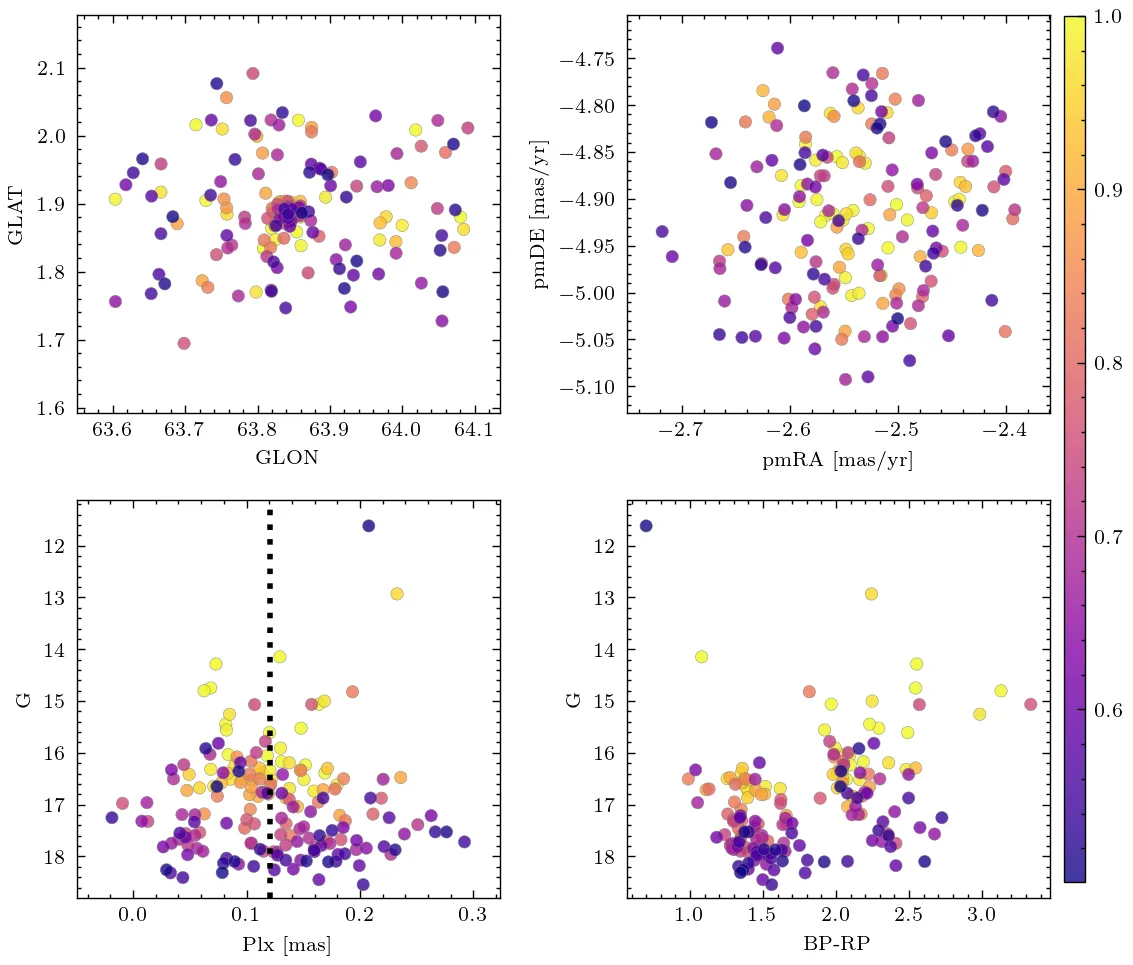 2.1
2.0
1.9
1.8
1.7
1.6
GLAT
63.6 63.7 63.8 63.9 64.0 64.1
GLON
−4.75
−4.80
−4.85
−4.90
−4.95
−5.00
−5.05
−5.10
pmDE [mas/yr]
−2.7 −2.6 −2.5 −2.4
pmRA [mas/yr]
12
13
14
15
16
17
18
G
0.0 0.1 0.2 0.3
Plx [mas]
12
13
14
15
16
17
18
G
1.0 1.5 2.0 2.5 3.0
BP-RP
1.0
0.9
0.8
0.7
0.6